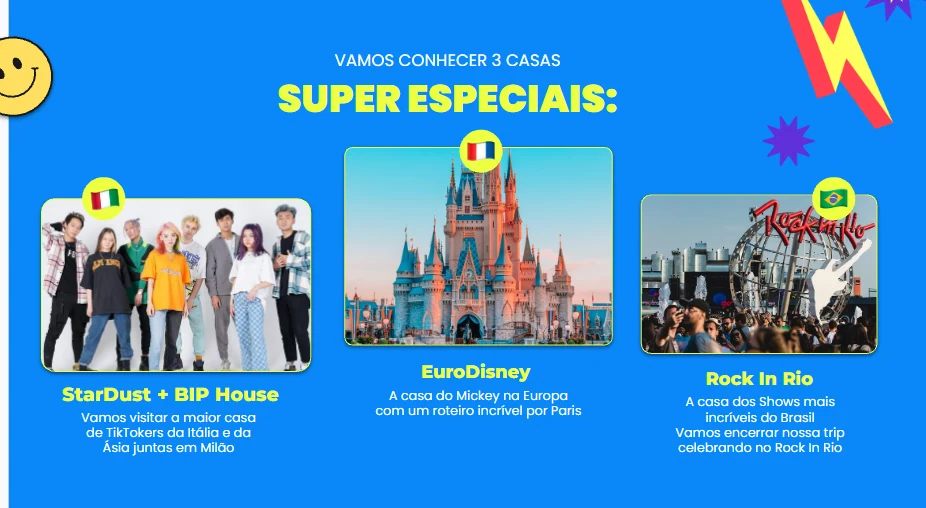 VAMOS CONHECER 3 CASAS
SUPER ESPECIAIS:
StarDust + BIP House
Vamos visitar a maior casa
de TikTokers da Itália e da
Ásia juntas em Milão
EuroDisney
A casa do Mickey na Europa
com um roteiro incrível por Paris
Rock in Rio
Rock In Rio
A casa dos Shows mais
incríveis do Brasil
Vamos encerrar nossa trip
celebrando no Rock In Rio